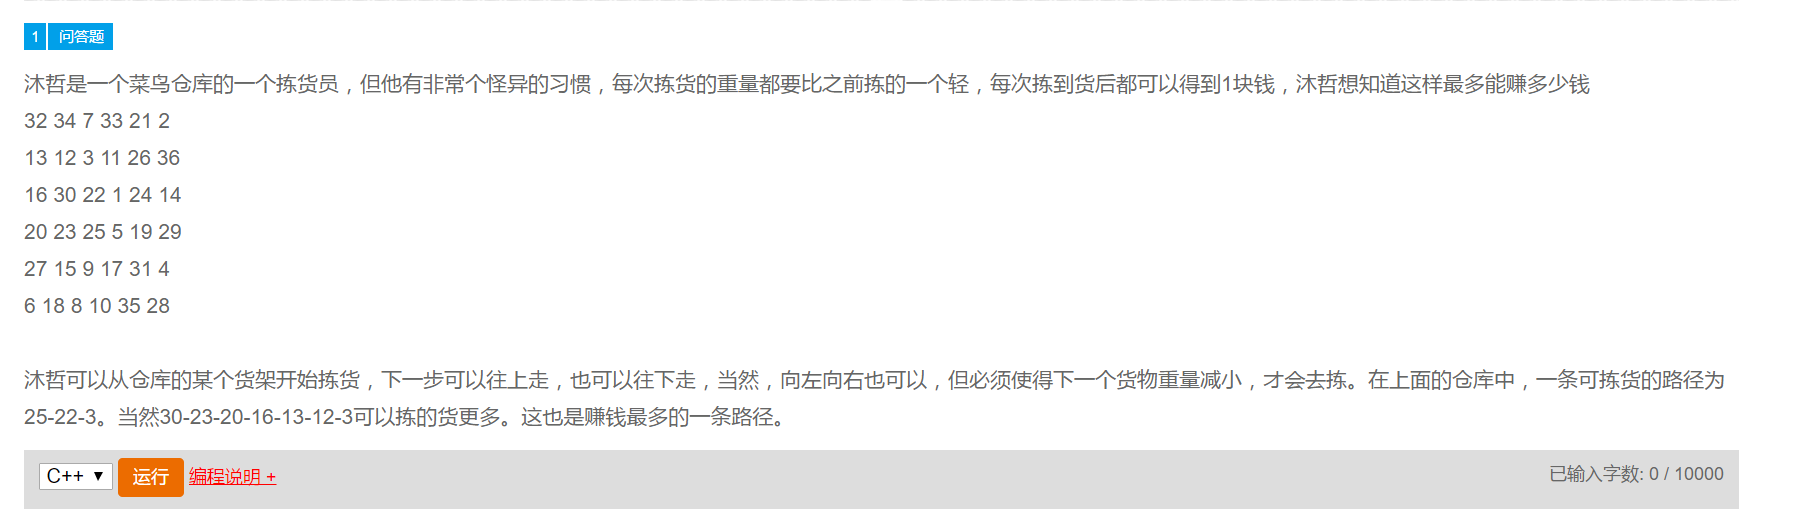 1 问答题
沐哲是一个菜鸟仓库的一个拣货员，但他有非常个怪异的习惯，每次拣货的重量都要比之前拣的一个轻，每次拣到货后都可以得到1块钱，沐哲想知道这样最多能赚多少钱
32 34 7 33 21 2
13 12 3 11 26 36
16 30 22 1 24 14
20 23 25 5 19 29
27 15 9 17 31 4
6 18 8 10 35 28
沐哲可以从仓库的某个货架开始拣货，下一步可以往上走，也可以往下走，当然，向左向右也可以，但必须使得下一个货物重量减小，才会去拣。在上面的仓库中，一条可拣货的路径为
25-22-3。当然30-23-20-16-13-12-3可以拣的货更多。这也是赚钱最多的一条路径。
C++ ▼ 运行 编程说明 + 已输入字数: 0 / 10000